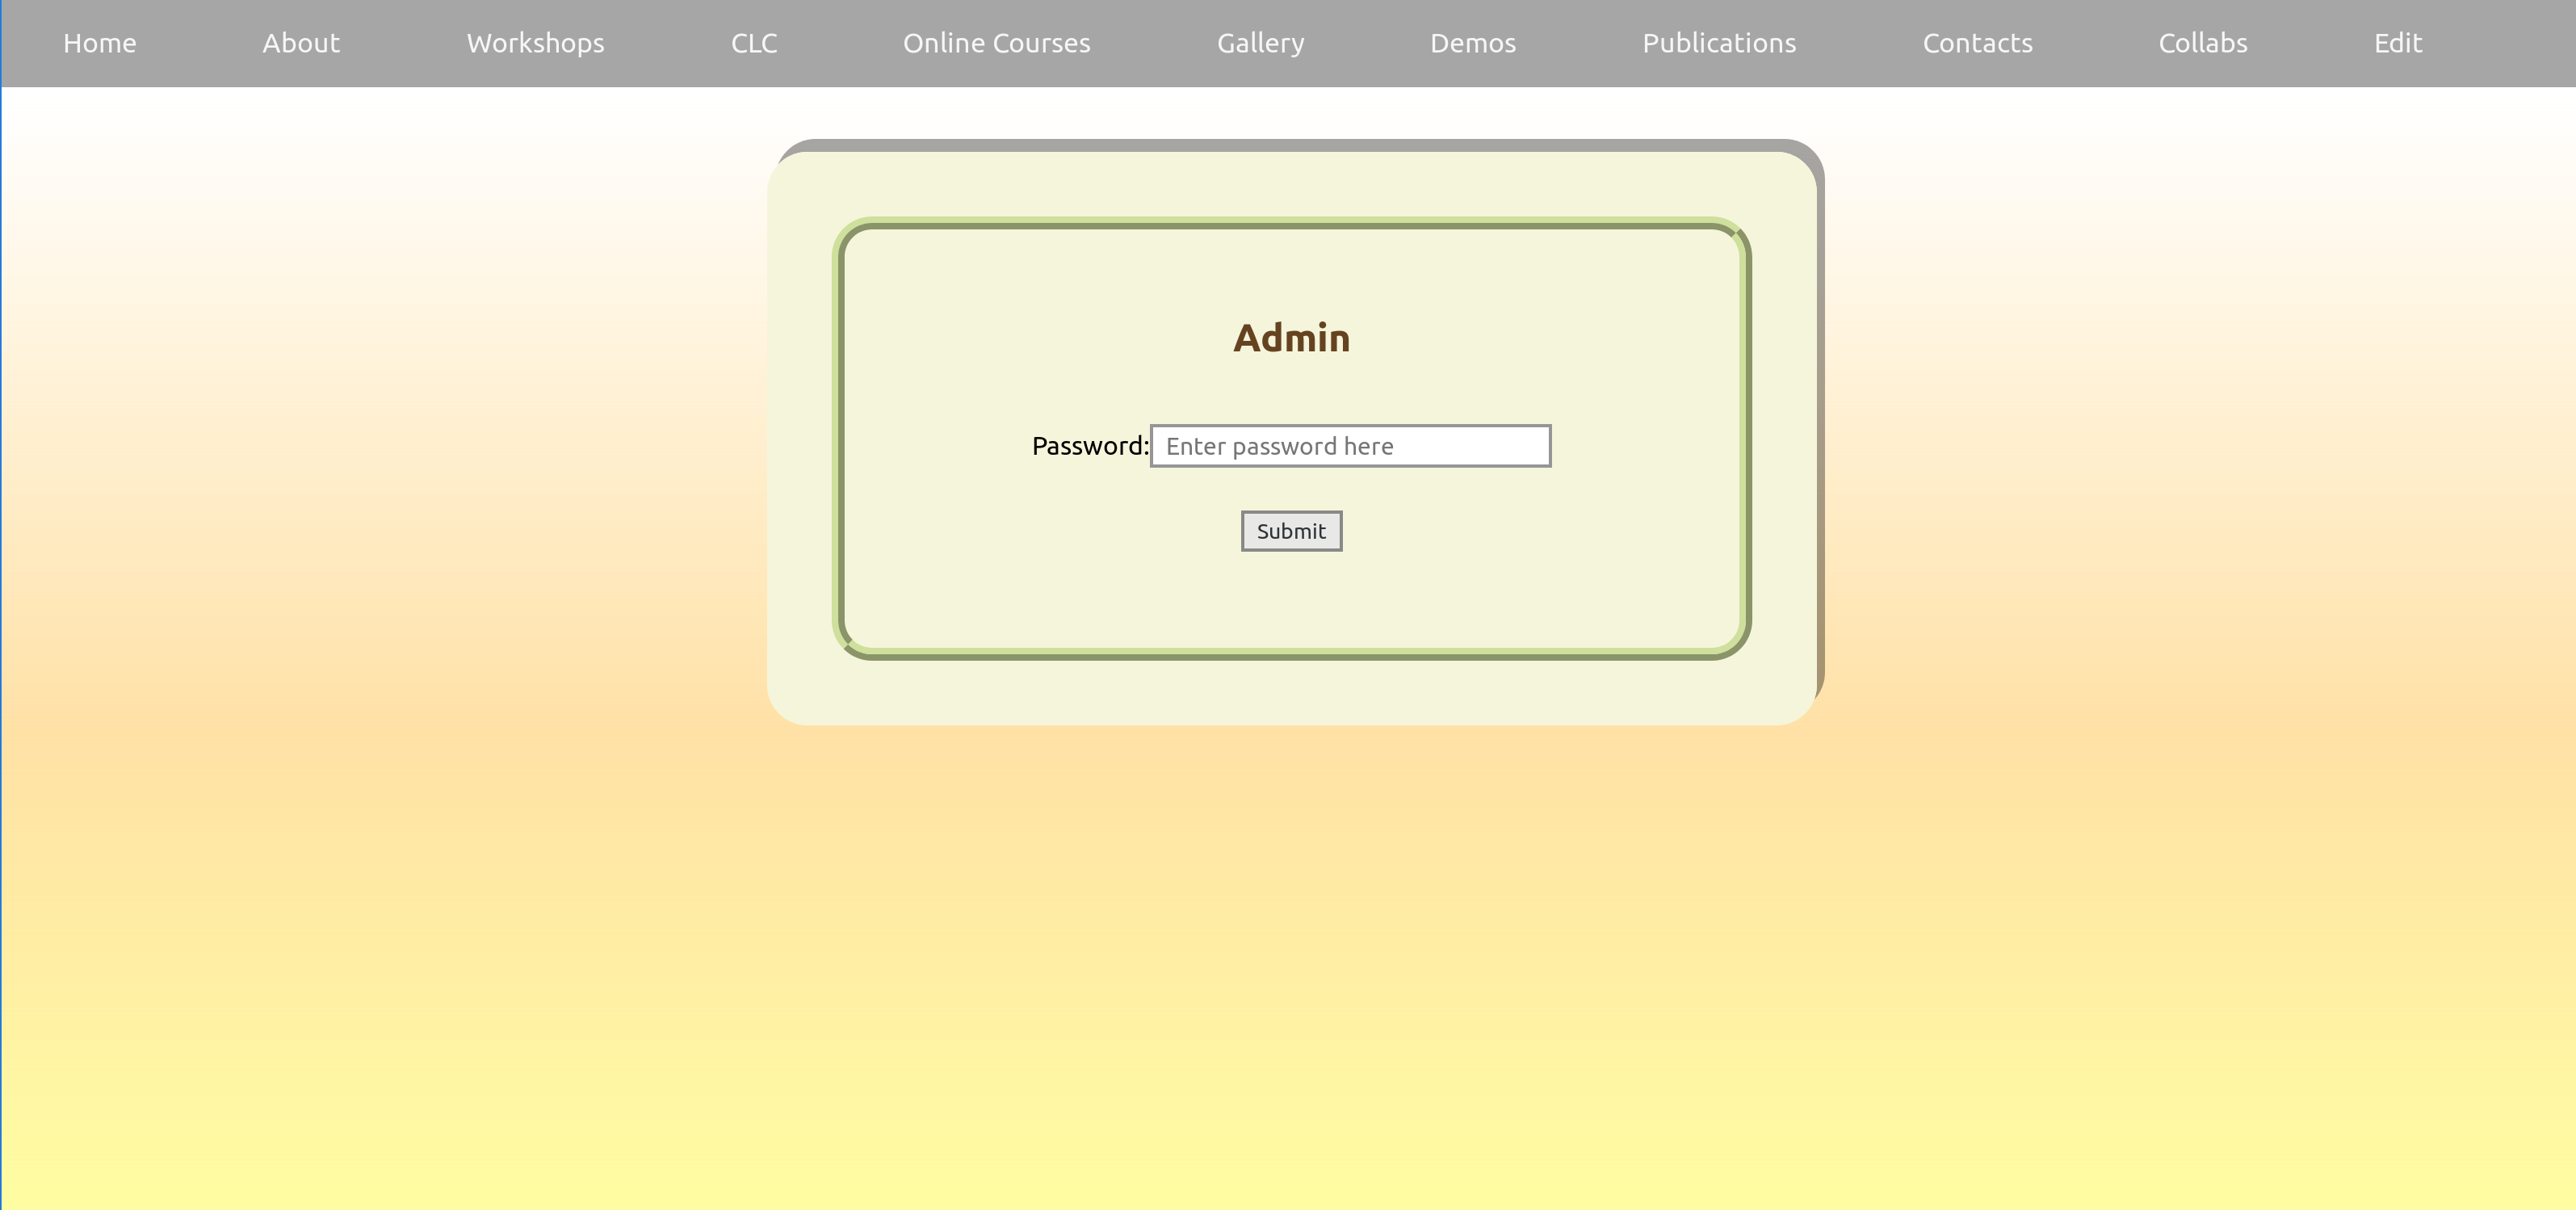 Home About Workshops CLC Online Courses Gallery Demos Publications Contacts Collabs Edit
Admin
Password: Enter password here
Submit